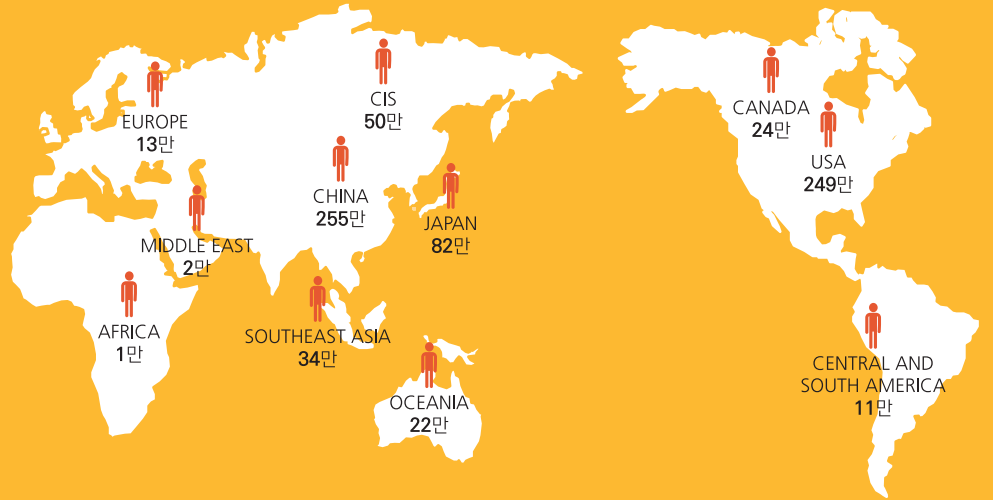 CIS
50만
EUROPE
13만
CHINA
255만
JAPAN
82만
MIDDLE EAST
2만
AFRICA
1만
SOUTHEAST ASIA
34만
OCEANIA
22만
CANADA
24만
USA
249만
CENTRAL AND
SOUTH AMERICA
11만